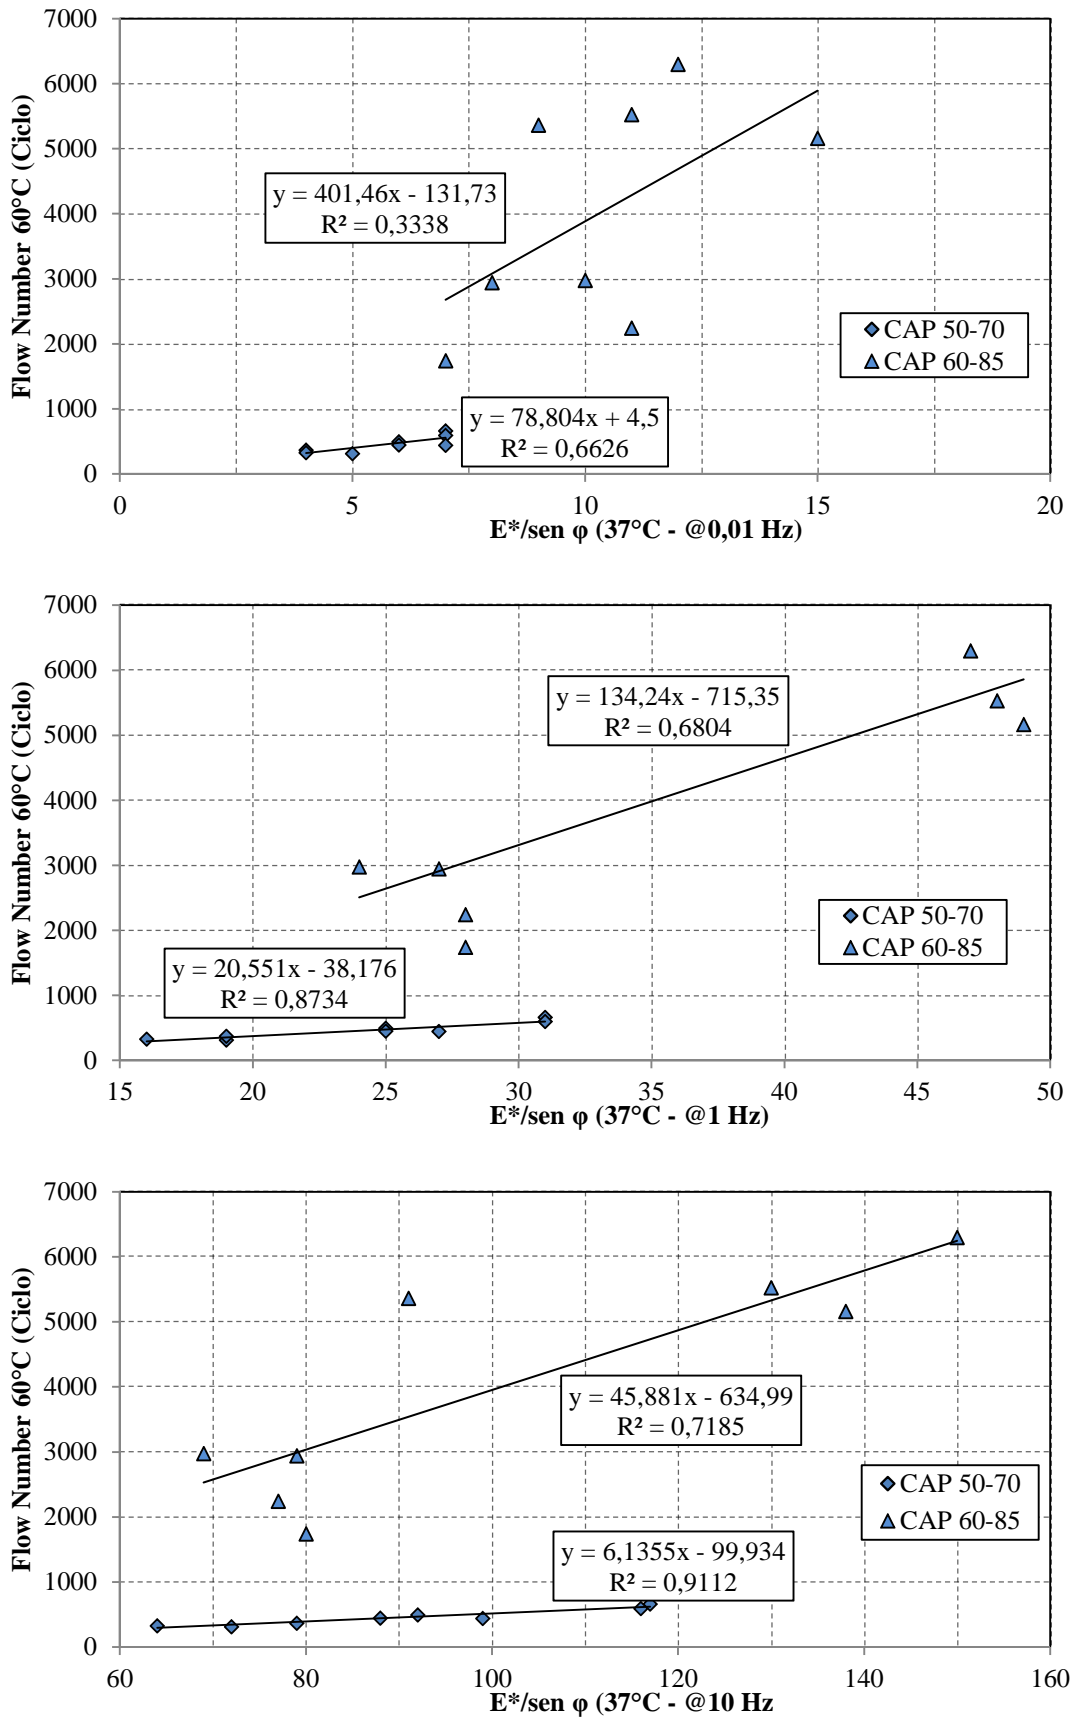 7000
6000
5000
4000
3000
2000
1000
0
Flow Number 60°C (Ciclo)
y = 401,46x - 131,73
R² = 0,3338
CAP 50-70
CAP 60-85
y = 78,804x + 4,5
R² = 0,6626
0 5 10 15 20
E*/sen φ (37°C - @0,01 Hz)
7000
6000
5000
4000
3000
2000
1000
0
Flow Number 60°C (Ciclo)
y = 134,24x - 715,35
R² = 0,6804
CAP 50-70
CAP 60-85
y = 20,551x - 38,176
R² = 0,8734
15 20 25 30 35 40 45 50
E*/sen φ (37°C - @1 Hz)
7000
6000
5000
4000
3000
2000
1000
0
Flow Number 60°C (Ciclo)
y = 45,881x - 634,99
R² = 0,7185
CAP 50-70
CAP 60-85
y = 6,1355x - 99,934
R² = 0,9112
60 80 100 120 140 160
E*/sen φ (37°C - @10 Hz